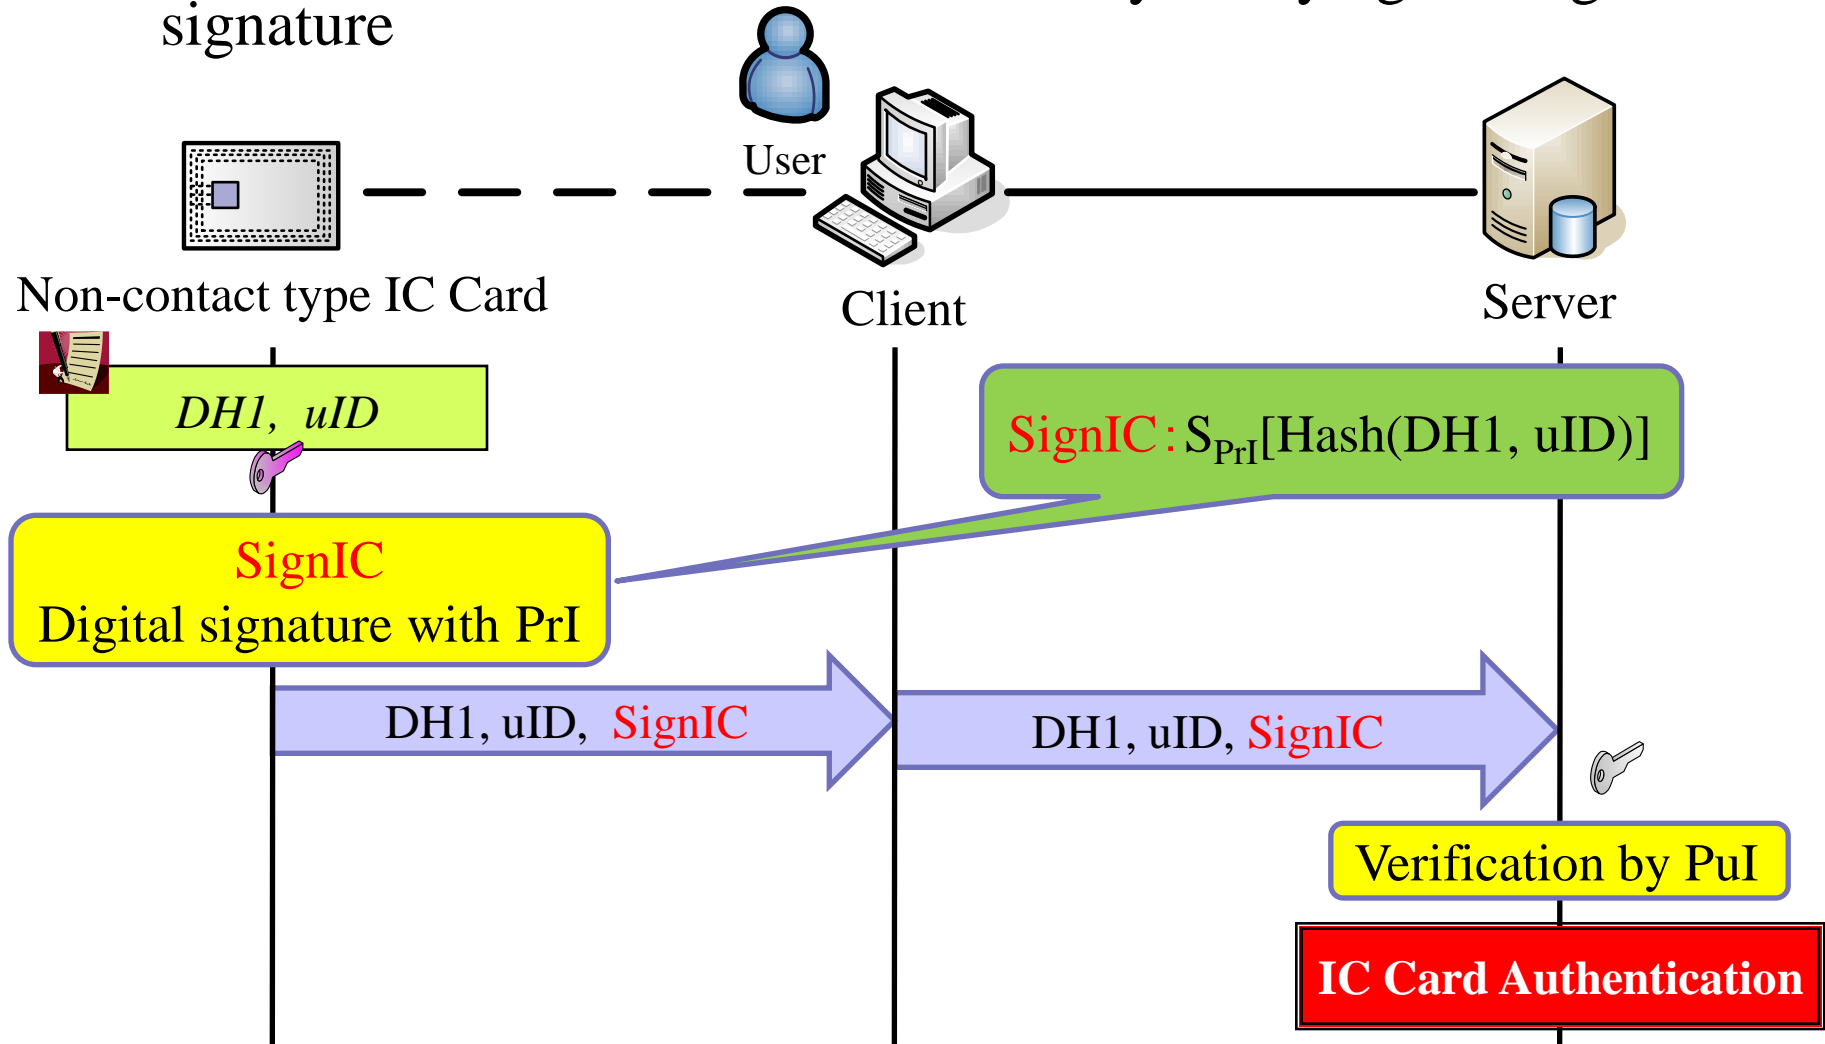 signature
User
Non-contact type IC Card
Client
Server
DH1, uID
SignIC:S_PrI[Hash(DH1, uID)]
SignIC
Digital signature with PrI
DH1, uID, SignIC
DH1, uID, SignIC
Verification by PuI
IC Card Authentication